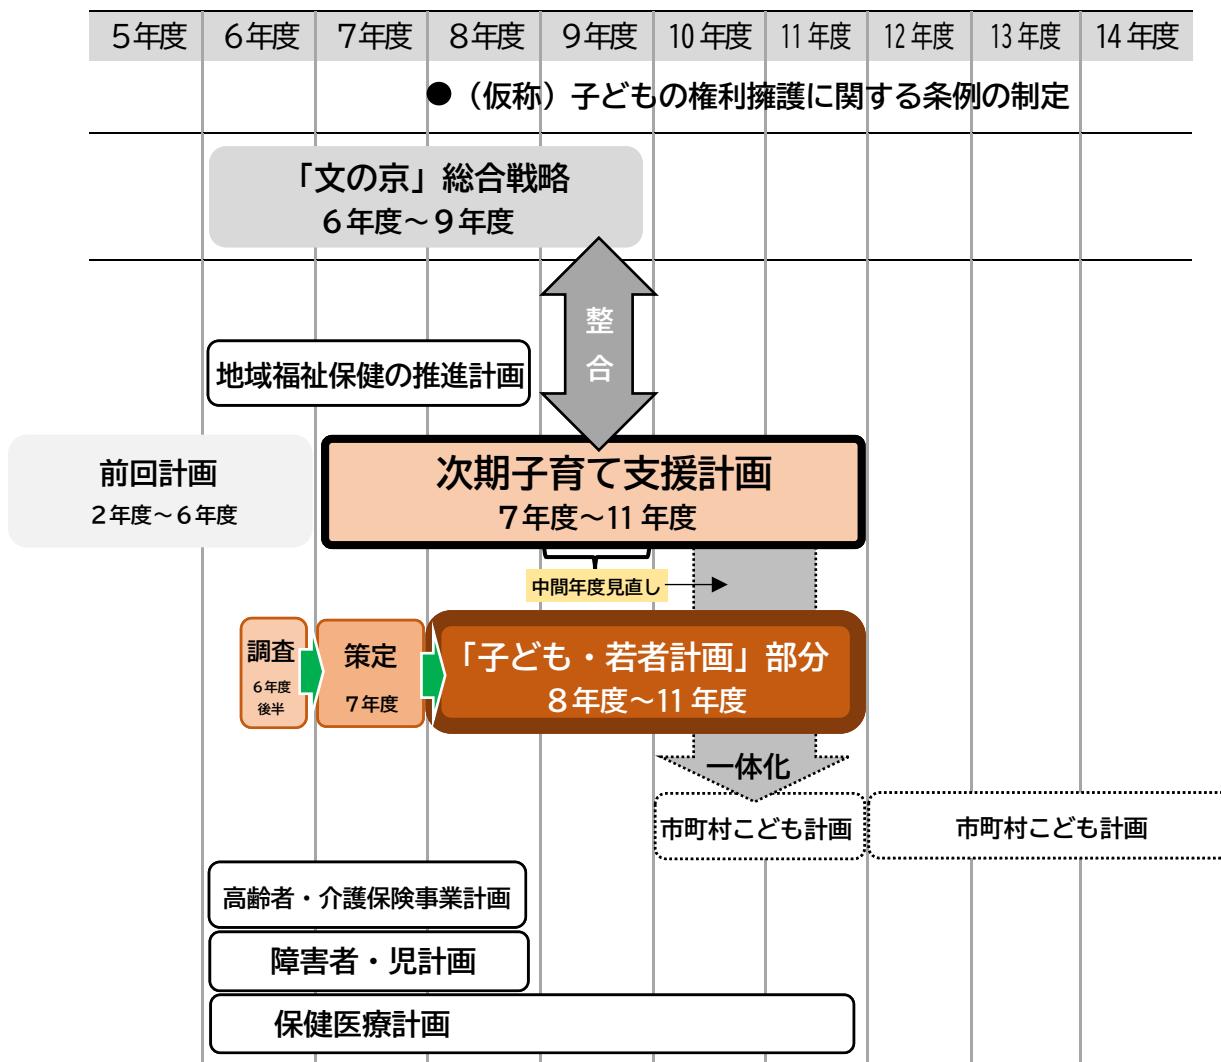 5年度 6年度 7年度 8年度 9年度 10年度 11年度 12年度 13年度 14年度
●（仮称）子どもの権利擁護に関する条例の制定
「文の京」総合戦略
6年度～9年度
整
合
地域福祉保健の推進計画
前回計画
2年度～6年度
次期子育て支援計画
7年度～11年度
中間年度見直し
調査
6年度
後半
策定
7年度
「子ども・若者計画」部分
8年度～11年度
一体化
市町村こども計画
市町村こども計画
高齢者・介護保険事業計画
障害者・児計画
保健医療計画